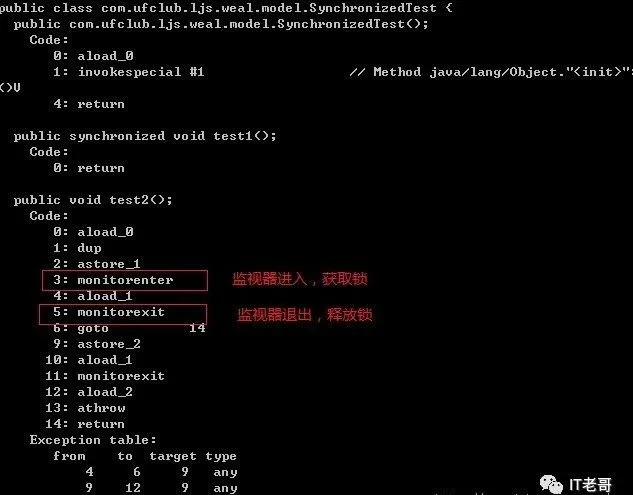 public class com.ufclub.ljs.weal.model.SynchronizedTest {
  public com.ufclub.ljs.weal.model.SynchronizedTest();
    Code:
       0: aload_0
       1: invokespecial #1                  // Method java/lang/Object."<init>":
()V
       4: return

  public synchronized void test1();
    Code:
       0: return

  public void test2();
    Code:
       0: aload_0
       1: dup
       2: astore_1
       3: monitorenter    监视器进入，获取锁
       4: aload_1
       5: monitorexit    监视器退出，释放锁
       6: goto          14
       9: astore_2
      10: aload_1
      11: monitorexit
      12: aload_2
      13: athrow
      14: return
    Exception table:
       from    to  target type
           4     6     9   any
           9    12     9   any
IT老哥